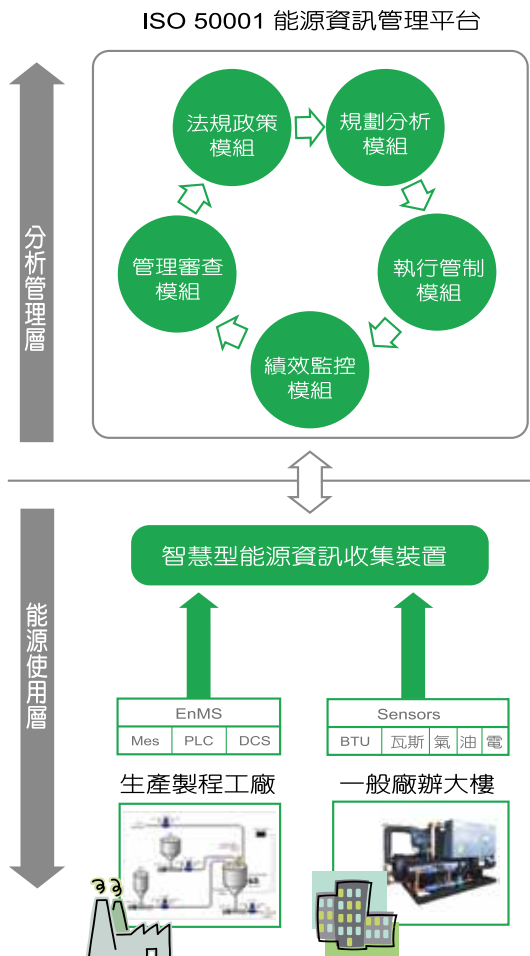 ISO 50001 能源資訊管理平台
分析管理層
法規政策
模組
規劃分析
模組
管理審查
模組
執行管制
模組
績效監控
模組
能源使用層
智慧型能源資訊收集裝置
EnMS
Mes PLC DCS
Sensors
BTU 瓦斯 氣 油 電
生產製程工廠
一般廠辦大樓